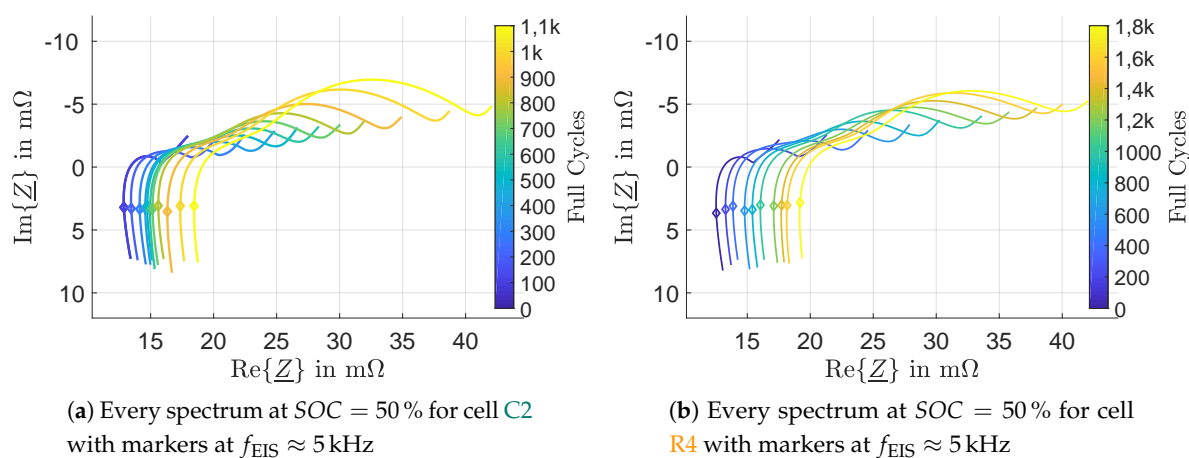 -10
-5
0
5
10
Im{Z} in mΩ
15 20 25 30 35 40
Re{Z} in mΩ
1,1k
1k
900
800
700
600
500
400
300
200
100
0
Full Cycles
(a) Every spectrum at SOC = 50 % for cell C2
with markers at fEIS ≈ 5 kHz
-10
-5
0
5
10
Im{Z} in mΩ
15 20 25 30 35 40
Re{Z} in mΩ
1,8k
1,6k
1,4k
1,2k
1000
800
600
400
200
0
Full Cycles
(b) Every spectrum at SOC = 50 % for cell
R4 with markers at fEIS ≈ 5 kHz